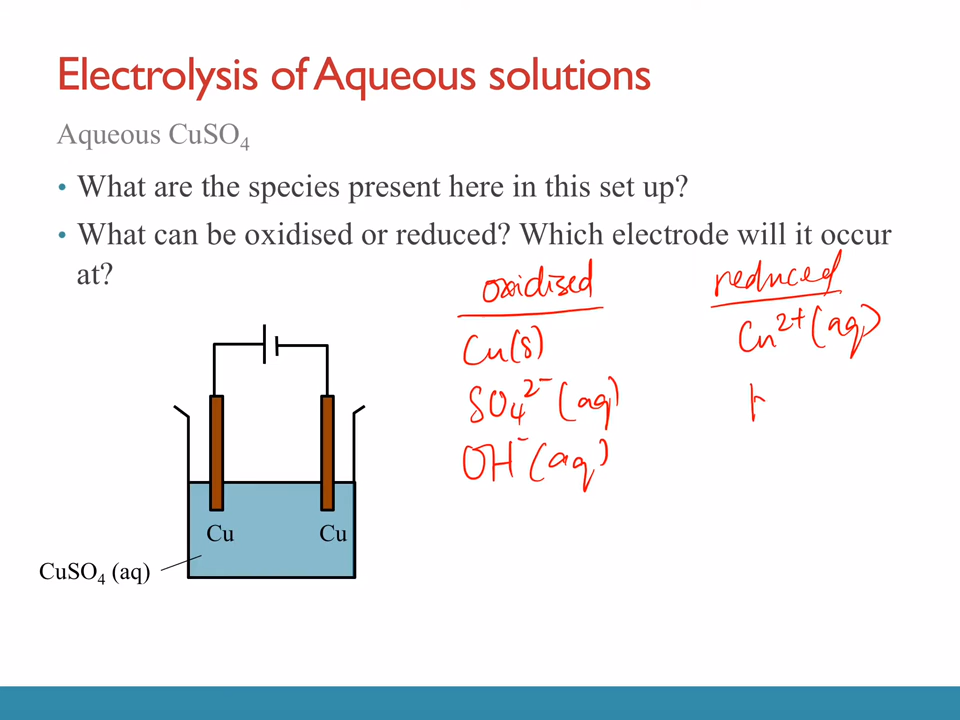 Electrolysis of Aqueous solutions
Aqueous CuSO₄
• What are the species present here in this set up?
• What can be oxidised or reduced? Which electrode will it occur
at?
oxidised
reduced
Cu(s)
Cu²⁺(aq)
SO₄²⁻(aq)
OH⁻(aq)
Cu
Cu
CuSO₄ (aq)